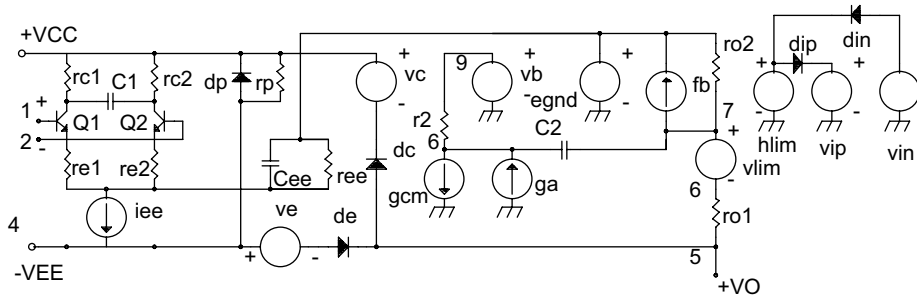 +VCC
rc1
C1
rc2
dp
rp
1
+
Q1
Q2
2
-
re1
re2
Cee
ree
iee
4
-VEE
ve
+
-
de
dc
+
vc
-
9
+
vb
-
r2
6
gcm
ga
C2
+
egnd
-
fb
ro2
7
+
vlim
-
6
ro1
5
+VO
dip
din
+
hlim
-
+
vip
-
+
vin
-